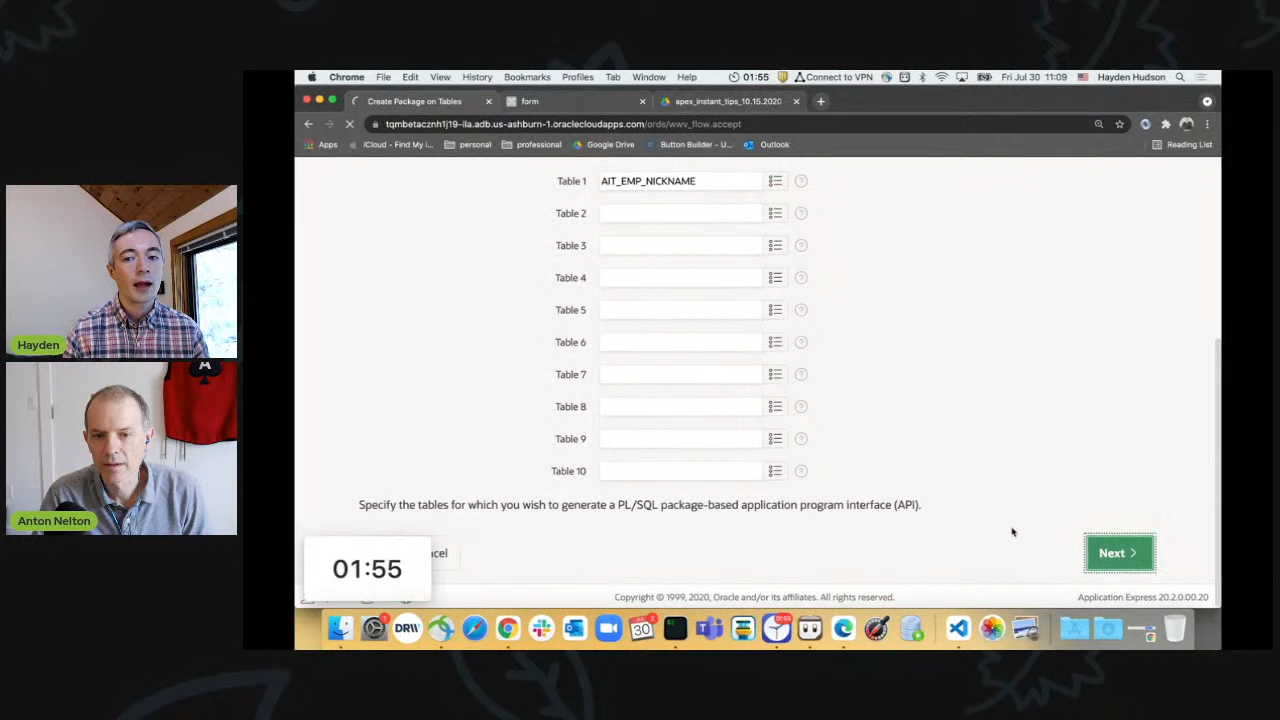 Chrome File Edit View History Bookmarks Profiles Tab Window Help 01:55 Connect to VPN Fri Jul 30 11:09 Hayden Hudson
Create Package on Tables form apex_instant_tips_10.15.2020
tqmbetacznh1j19-ila.adb.us-ashburn-1.oraclecloudapps.com/ords/wwv_flow.accept
Apps iCloud - Find My i... personal professional Google Drive Button Builder - U... Outlook Reading List
Table 1 AIT_EMP_NICKNAME
Table 2
Table 3
Table 4
Table 5
Table 6
Table 7
Table 8
Table 9
Table 10
Specify the tables for which you wish to generate a PL/SQL package-based application program interface (API).
ncel
Next
01:55
Copyright © 1999, 2020, Oracle and/or its affiliates. All rights reserved. Application Express 20.2.0.00.20
DRW
30
Hayden
A
Anton Nelton